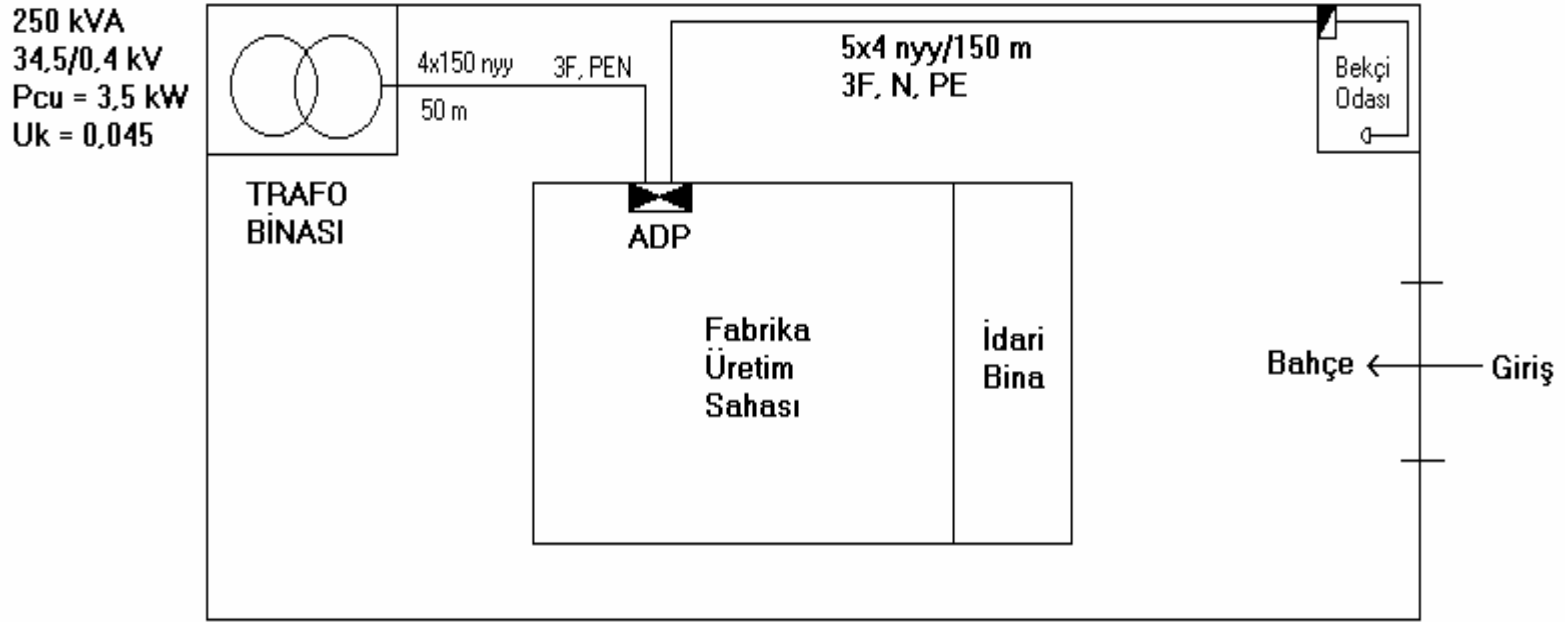 250 kVA
34,5/0,4 kV
Pcu = 3,5 kW
Uk = 0,045
TRAFO
BİNASI
4x150 nyy 3F, PEN
50 m
5x4 nyy/150 m
3F, N, PE
Bekçi
Odası
ADP
Fabrika
Üretim
Sahası
İdari
Bina
Bahçe
Giriş